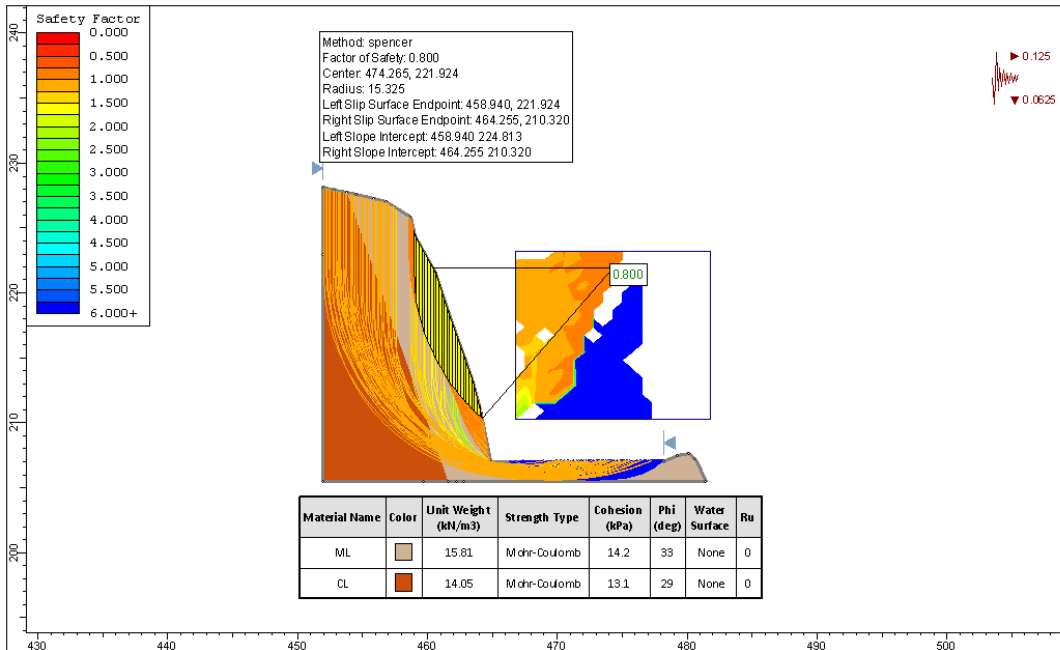 Safety Factor
0.000
0.500
1.000
1.500
2.000
2.500
3.000
3.500
4.000
4.500
5.000
5.500
6.000+
Method: spencer
Factor of Safety: 0.800
Center: 474.265, 221.924
Radius: 15.325
Left Slip Surface Endpoint: 458.940, 221.924
Right Slip Surface Endpoint: 464.255, 210.320
Left Slope Intercept: 458.940 224.813
Right Slope Intercept: 464.255 210.320
0.125
0.0625
0.800
240
230
220
210
200
Material Name Color Unit Weight (kN/m3) Strength Type Cohesion (kPa) Phi (deg) Water Surface Ru
ML 15.81 Mohr-Coulomb 14.2 33 None 0
CL 14.05 Mohr-Coulomb 13.1 29 None 0
430 440 450 460 470 480 490 500